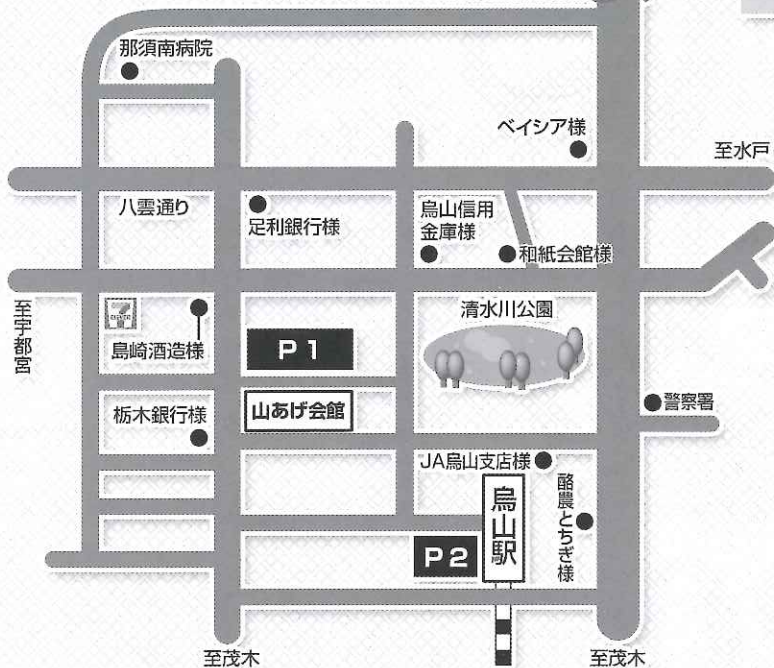 那須南病院
ベイシア様
至水戸
八雲通り
足利銀行様
烏山信用
金庫様
和紙会館様
至宇都宮
島崎酒造様
P1
清水川公園
山あげ会館
栃木銀行様
警察署
JA烏山支店様
烏山駅
酪農とちぎ様
P2
至茂木
至茂木